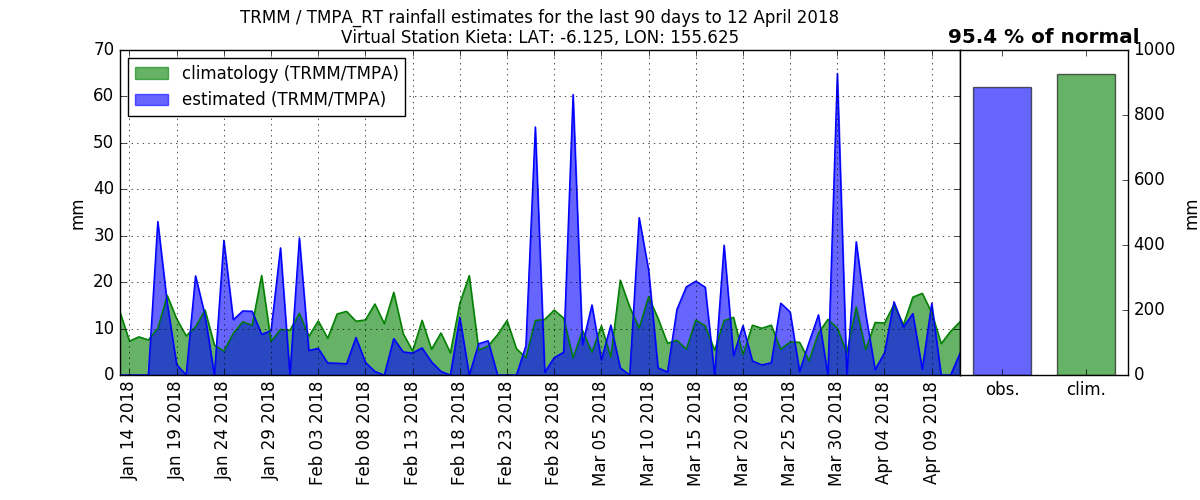 TRMM / TMPA_RT rainfall estimates for the last 90 days to 12 April 2018
Virtual Station Kieta: LAT: -6.125, LON: 155.625
95.4 % of normal
climatology (TRMM/TMPA)
estimated (TRMM/TMPA)
70
60
50
40
30
20
10
0
mm
Jan 14 2018
Jan 19 2018
Jan 24 2018
Jan 29 2018
Feb 03 2018
Feb 08 2018
Feb 13 2018
Feb 18 2018
Feb 23 2018
Feb 28 2018
Mar 05 2018
Mar 10 2018
Mar 15 2018
Mar 20 2018
Mar 25 2018
Mar 30 2018
Apr 04 2018
Apr 09 2018
obs.
clim.
1000
800
600
400
200
0
mm